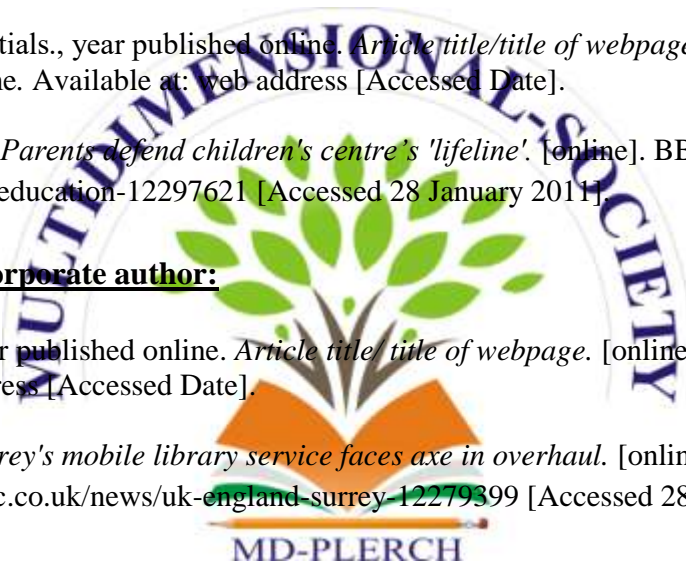 tials., year published online. Article title/title of webpage
ne. Available at: web address [Accessed Date].
Parents defend children's centre’s 'lifeline'. [online]. BB
education-12297621 [Accessed 28 January 2011].
orporate author:
r published online. Article title/ title of webpage. [online
ress [Accessed Date].
rey's mobile library service faces axe in overhaul. [onlin
c.co.uk/news/uk-england-surrey-12279399 [Accessed 28
MULTIDIMENSIONAL-SOCIETY
MD-PLERCH